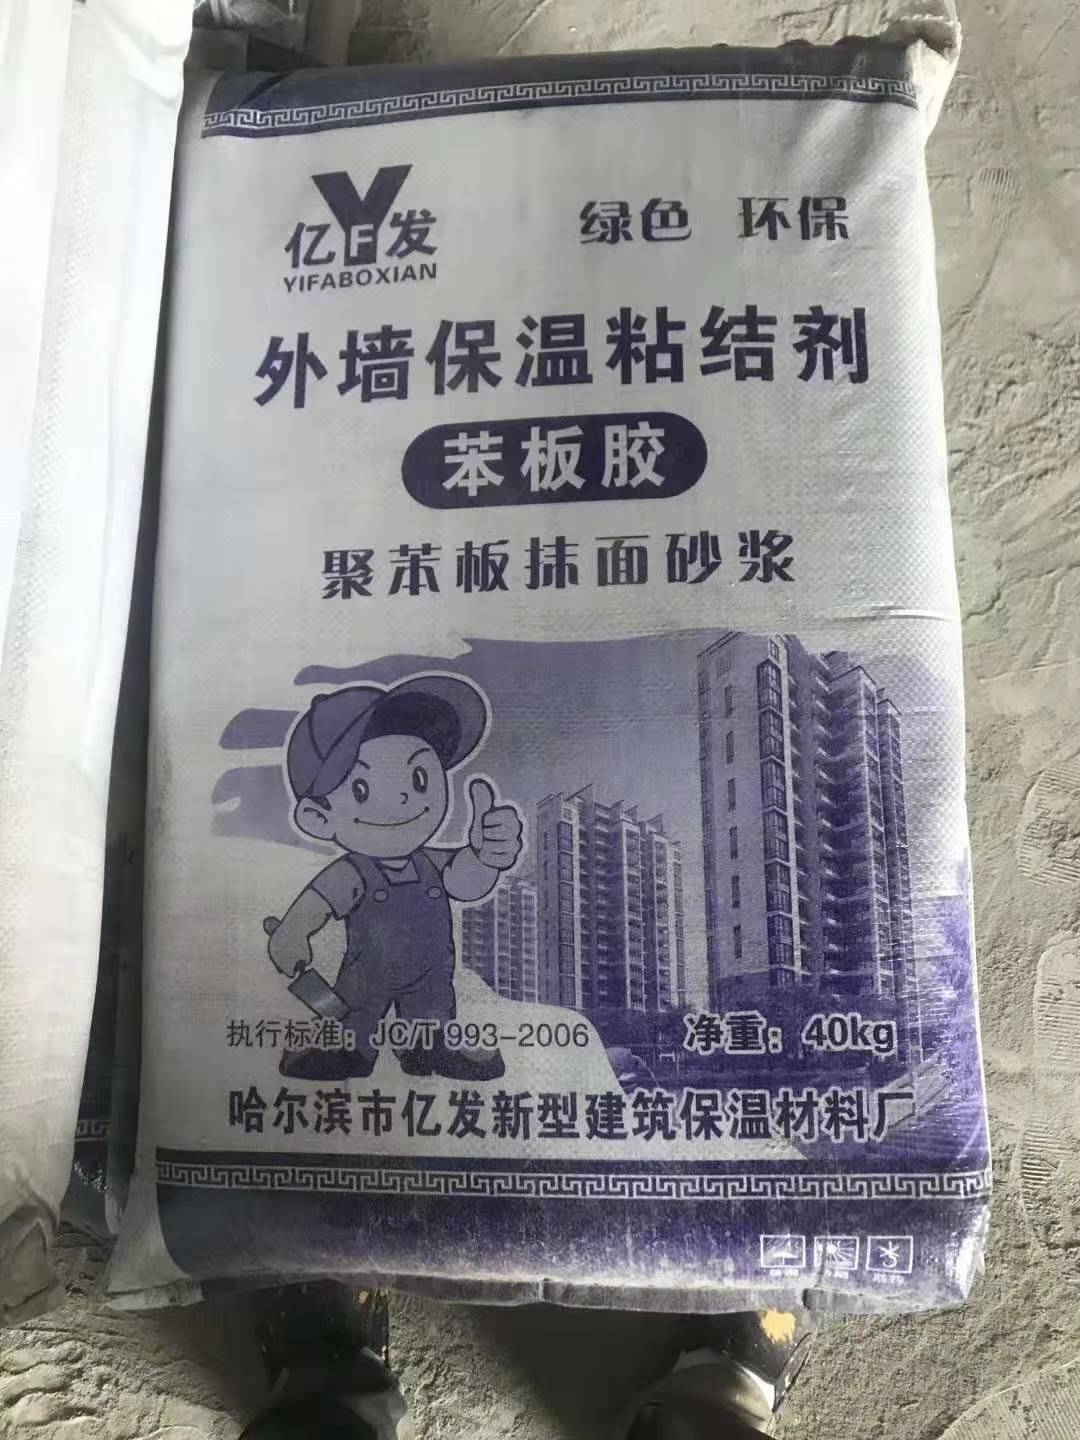 Y
亿F发
YIFABOXIAN
绿色 环保
外墙保温粘结剂
苯板胶
聚苯板抹面砂浆
执行标准：JC/T 993-2006
净重：40kg
哈尔滨市亿发新型建筑保温材料厂